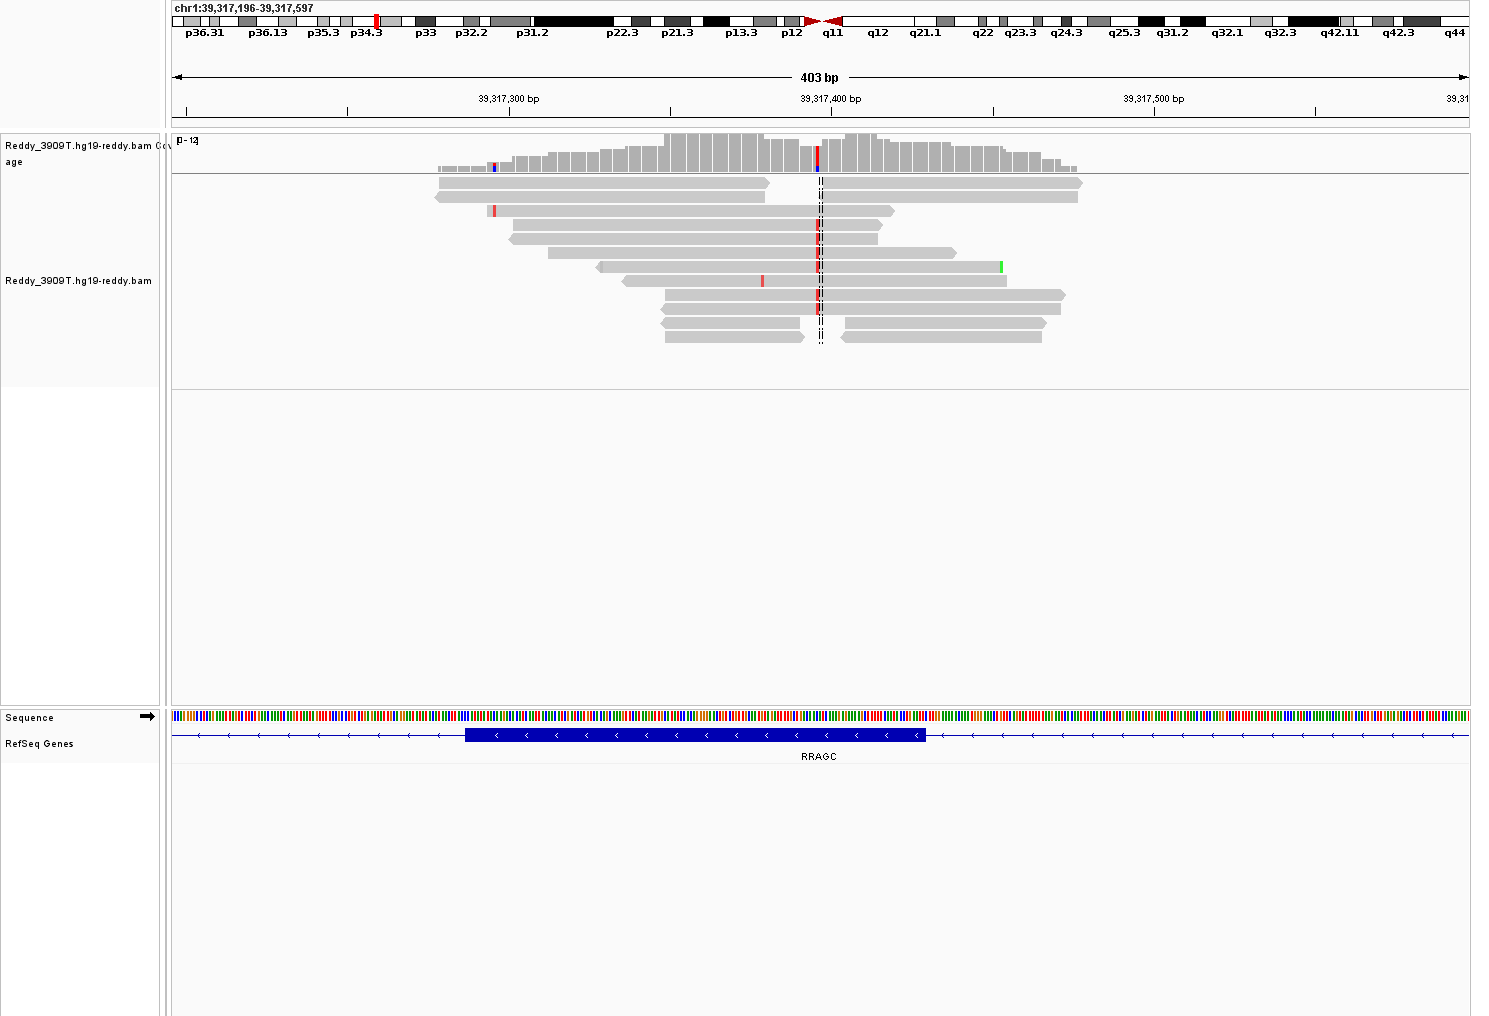 chr1:39,317,196-39,317,597
p36.31 p36.13 p35.3 p34.3 p33 p32.2 p31.2 p22.3 p21.3 p13.3 p12 q11 q12 q21.1 q22 q23.3 q24.3 q25.3 q31.2 q32.1 q32.3 q42.11 q42.3 q44
403 bp
39,317,300 bp 39,317,400 bp 39,317,500 bp 39,31
Reddy_3909T.hg19-reddy.bam Cov
age
[0 - 12]
Reddy_3909T.hg19-reddy.bam
Sequence
RefSeq Genes
RRAGC